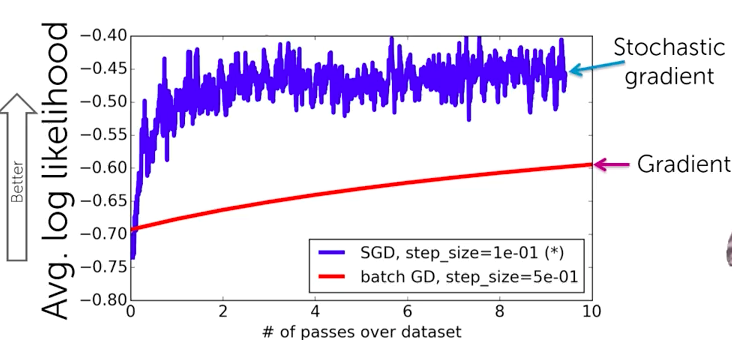 Better
Avg. log likelihood
−0.40
−0.45
−0.50
−0.55
−0.60
−0.65
−0.70
−0.75
−0.80
0 2 4 6 8 10
# of passes over dataset
SGD, step_size=1e-01 (*)
batch GD, step_size=5e-01
Stochastic
gradient
Gradient